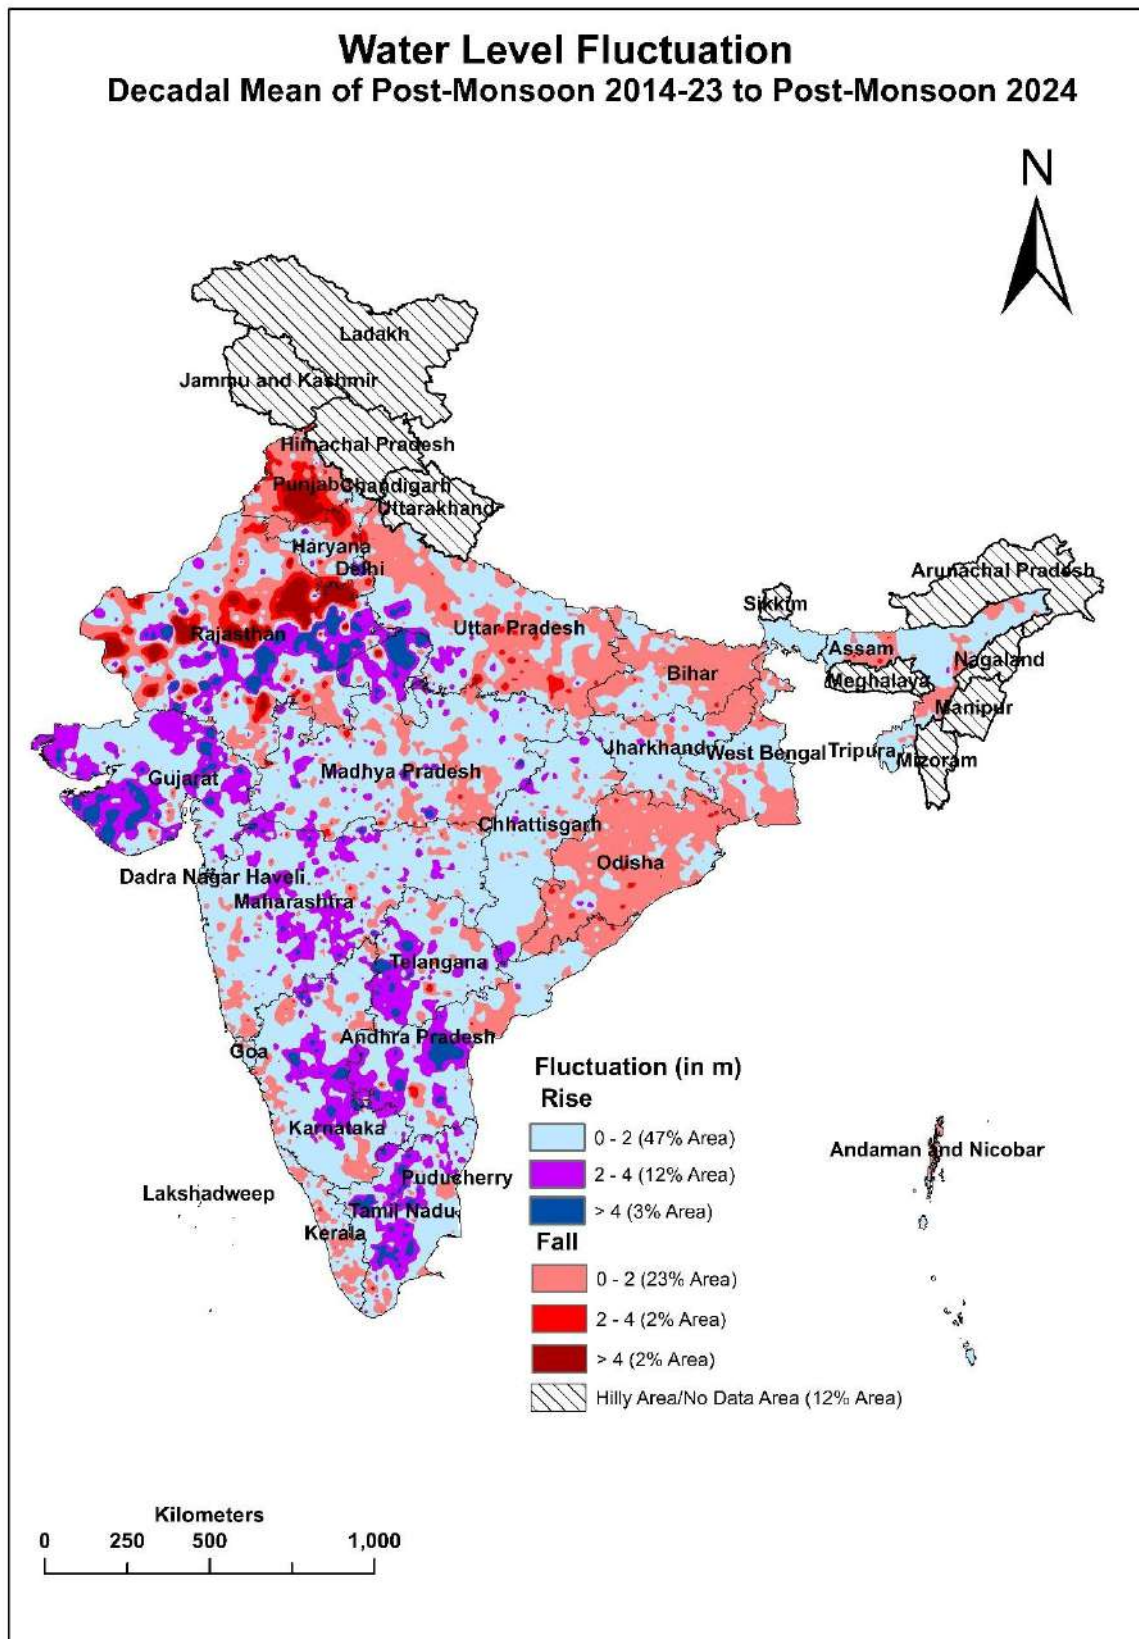 Water Level Fluctuation
Decadal Mean of Post-Monsoon 2014-23 to Post-Monsoon 2024
N
Ladakh
Jammu and Kashmir
Himachal Pradesh
Punjab
Chandigarh
Uttarakhand
Haryana
Delhi
Arunachal Pradesh
Sikkim
Rajasthan
Uttar Pradesh
Assam
Nagaland
Bihar
Meghalaya
Manipur
Jharkhand
West Bengal
Tripura
Mizoram
Gujarat
Madhya Pradesh
Chhattisgarh
Odisha
Dadra Nagar Haveli
Maharashtra
Telangana
Andhra Pradesh
Goa
Karnataka
Puducherry
Lakshadweep
Tamil Nadu
Kerala
Andaman and Nicobar
Fluctuation (in m)
Rise
0 - 2 (47% Area)
2 - 4 (12% Area)
> 4 (3% Area)
Fall
0 - 2 (23% Area)
2 - 4 (2% Area)
> 4 (2% Area)
Hilly Area/No Data Area (12% Area)
Kilometers
0 250 500 1,000